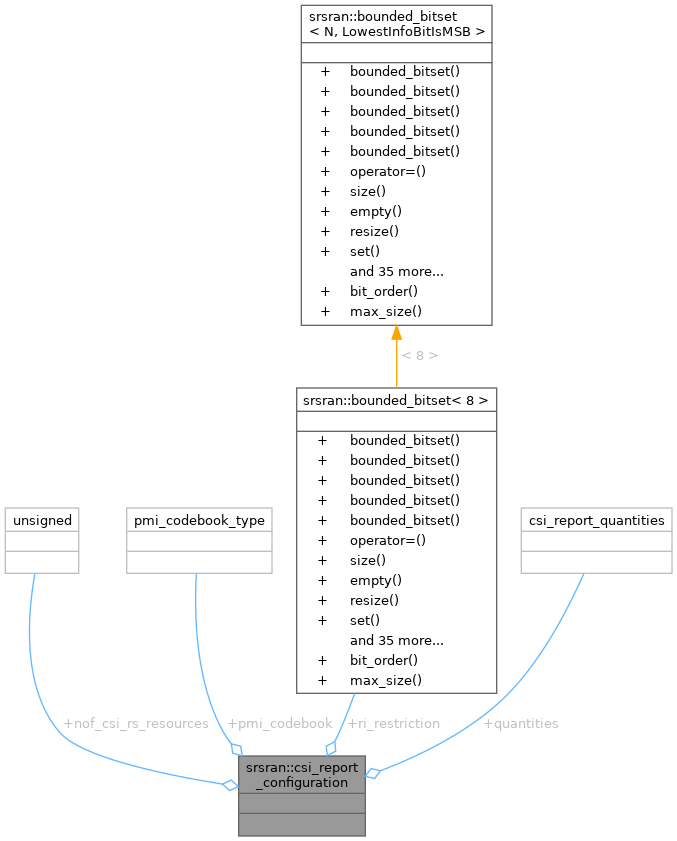 srsran::bounded_bitset
< N, LowestInfoBitIsMSB >
+ bounded_bitset()
+ bounded_bitset()
+ bounded_bitset()
+ bounded_bitset()
+ bounded_bitset()
+ operator=()
+ size()
+ empty()
+ resize()
+ set()
and 35 more...
+ bit_order()
+ max_size()
< 8 >
srsran::bounded_bitset< 8 >
+ bounded_bitset()
+ bounded_bitset()
+ bounded_bitset()
+ bounded_bitset()
+ bounded_bitset()
+ operator=()
+ size()
+ empty()
+ resize()
+ set()
and 35 more...
+ bit_order()
+ max_size()
unsigned
pmi_codebook_type
csi_report_quantities
+nof_csi_rs_resources
+pmi_codebook
+ri_restriction
+quantities
srsran::csi_report
_configuration